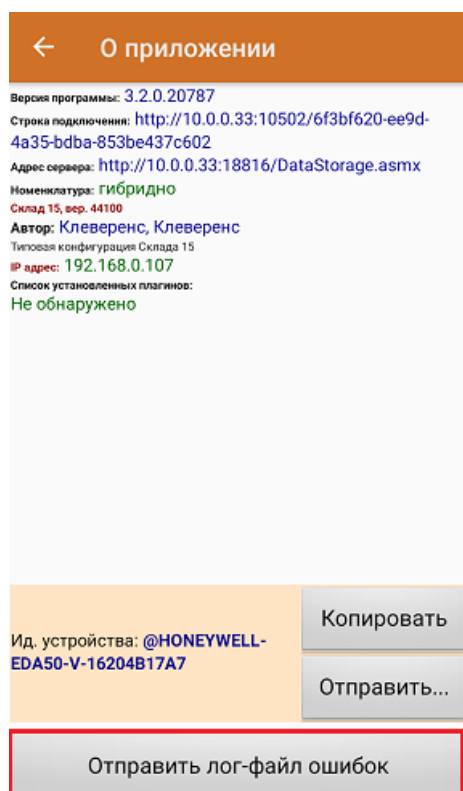 О приложении
Версия программы: 3.2.0.20787
Строка подключения: http://10.0.0.33:10502/6f3bf620-ee9d-
4a35-bdba-853be437c602
Адрес сервера: http://10.0.0.33:18816/DataStorage.asmx
Номенклатура: гибридно
Склад 15, вер. 44100
Автор: Клеверенс, Клеверенс
Типовая конфигурация Склада 15
IP адрес: 192.168.0.107
Список установленных плагинов:
Не обнаружено
Копировать
Ид. устройства: @HONEYWELL-
EDA50-V-16204B17A7
Отправить...
Отправить лог-файл ошибок